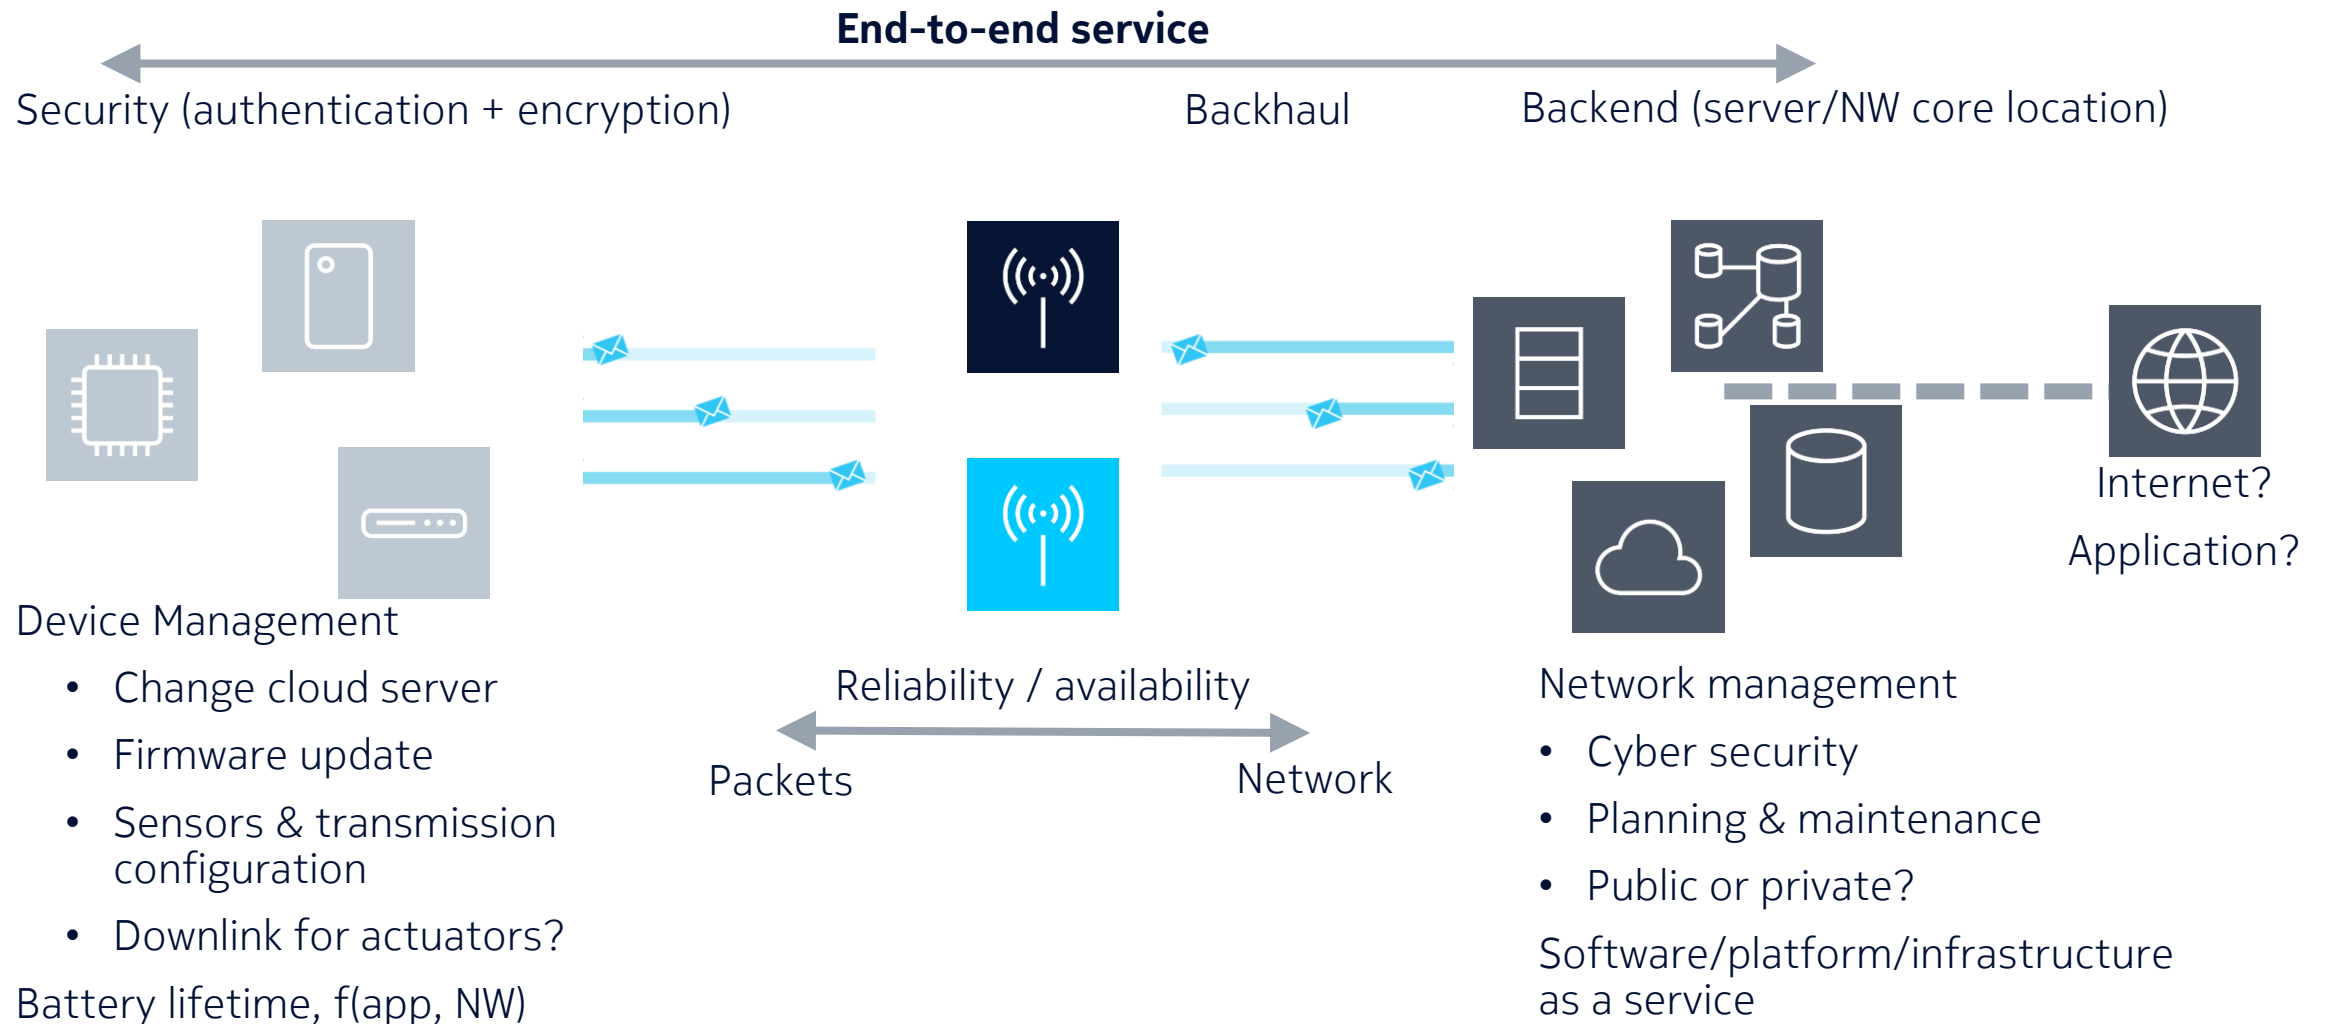 End-to-end service
Security (authentication + encryption)
Backhaul
Backend (server/NW core location)
Internet?
Application?
Device Management
• Change cloud server
• Firmware update
• Sensors & transmission
configuration
• Downlink for actuators?
Battery lifetime, f(app, NW)
Reliability / availability
Packets
Network
Network management
• Cyber security
• Planning & maintenance
• Public or private?
Software/platform/infrastructure
as a service